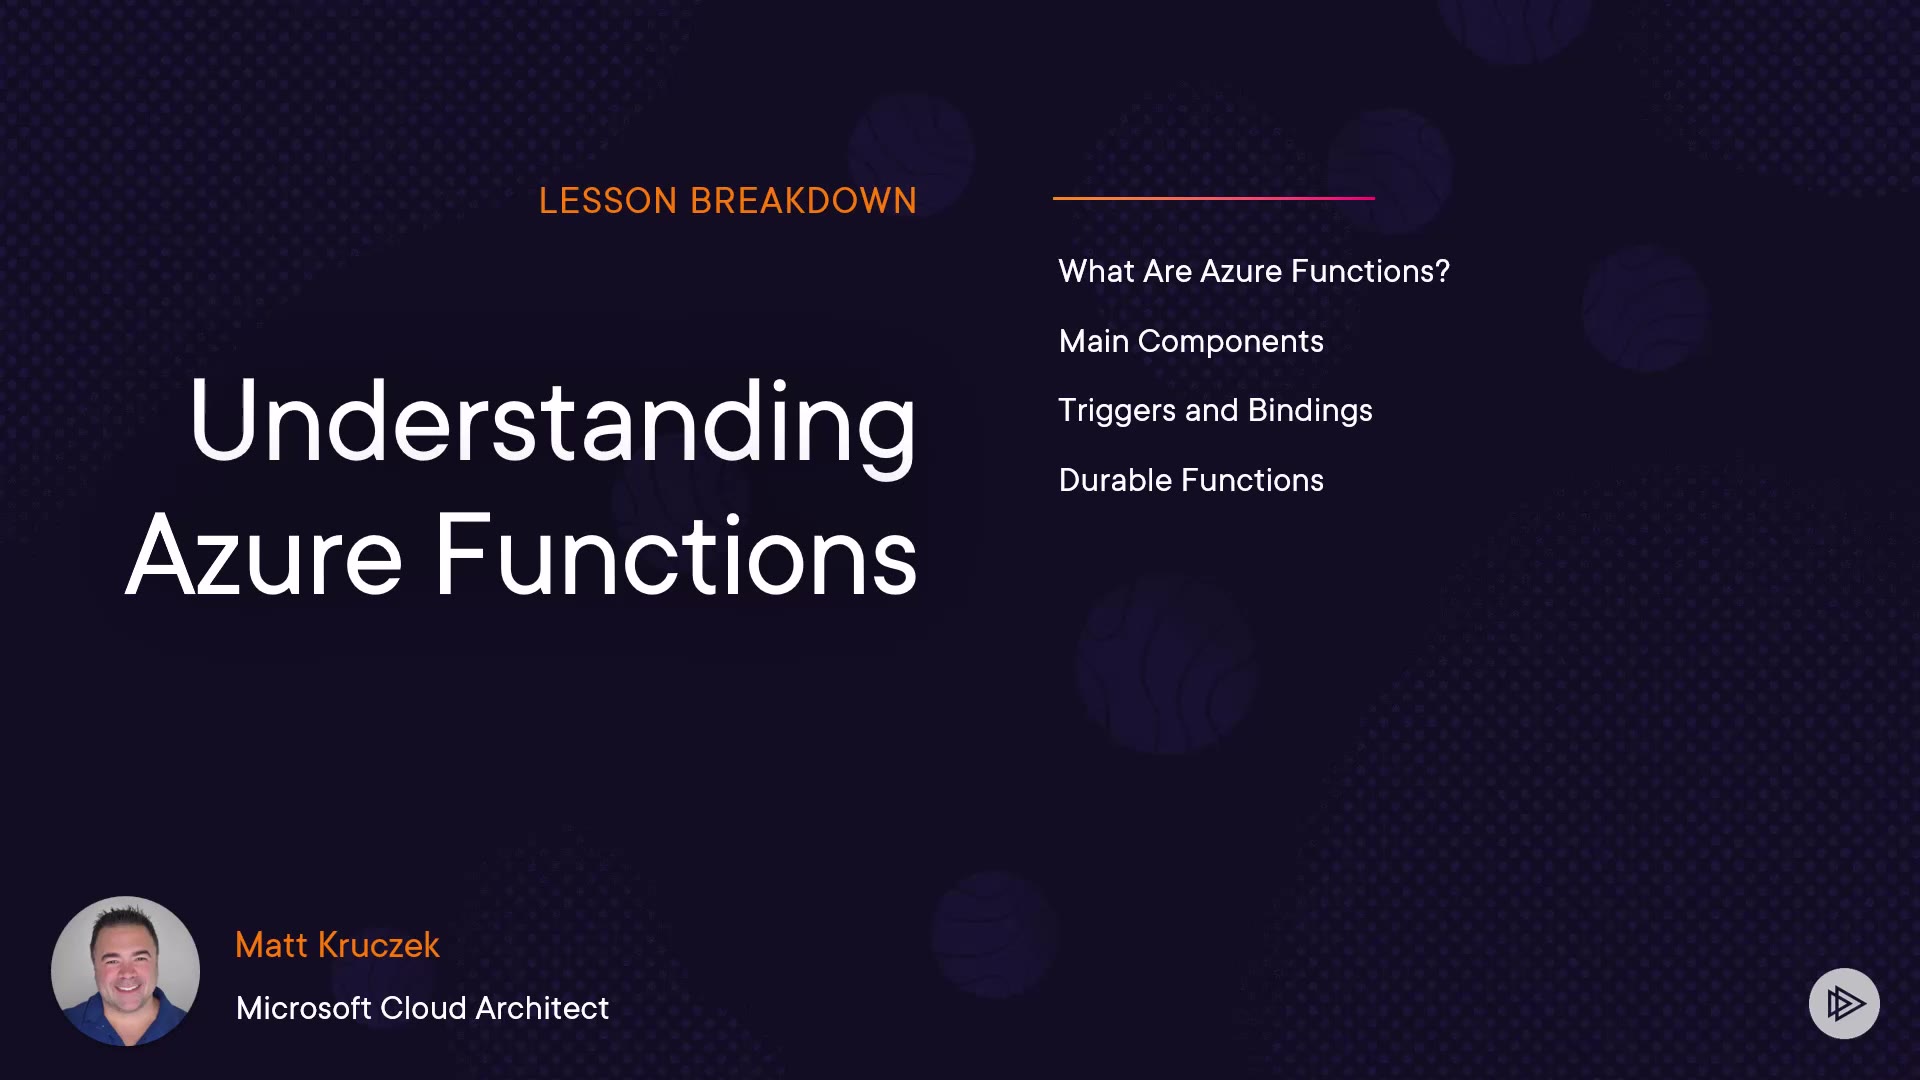 LESSON BREAKDOWN
Understanding
Azure Functions
What Are Azure Functions?
Main Components
Triggers and Bindings
Durable Functions
Matt Kruczek
Microsoft Cloud Architect